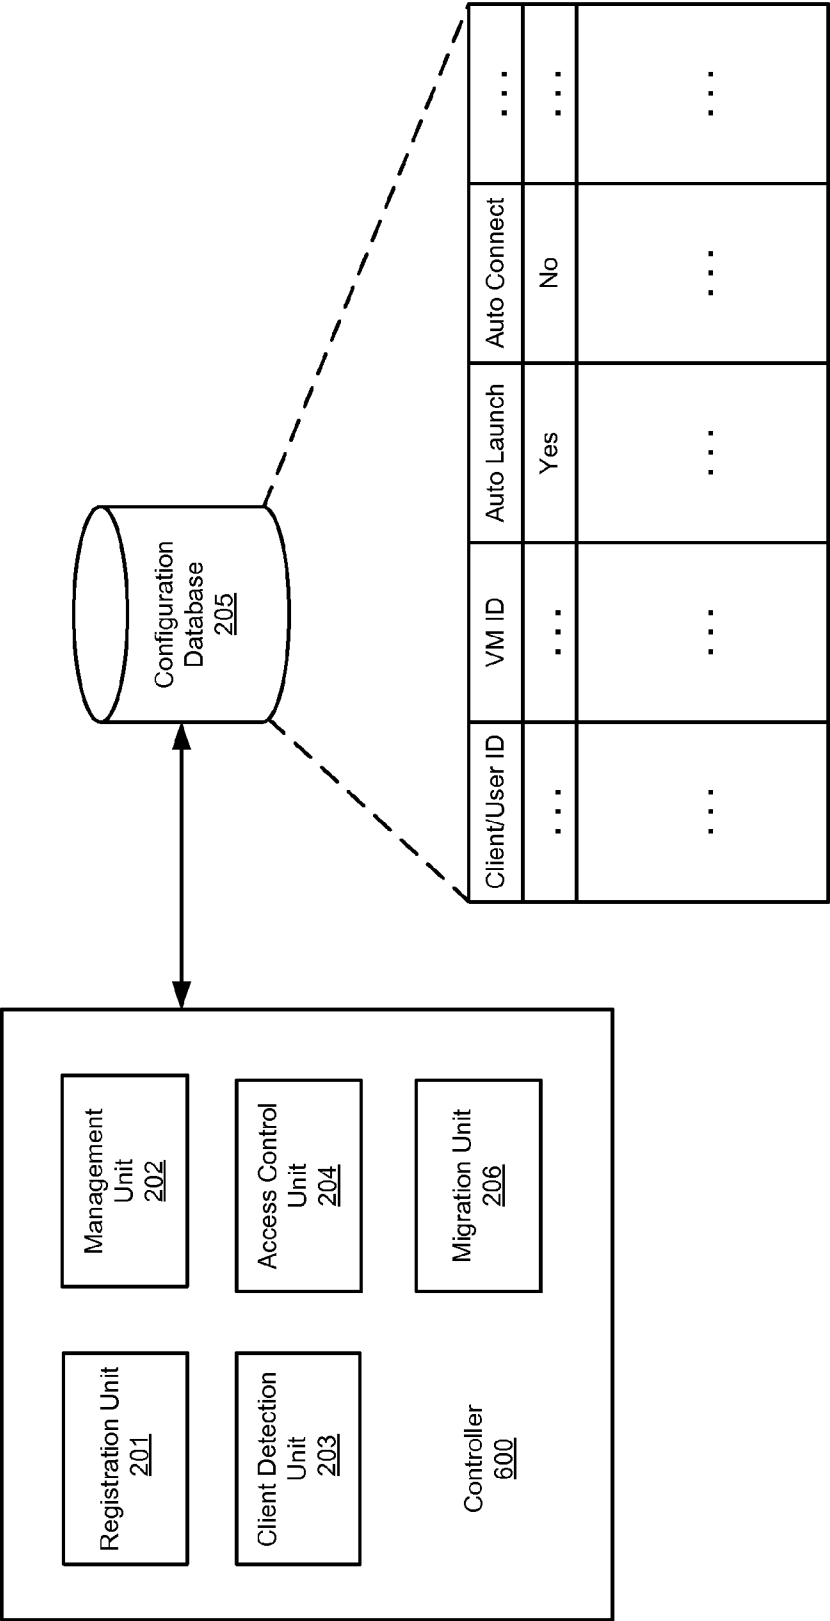 Registration Unit
201
Management
Unit
202
Client Detection
Unit
203
Access Control
Unit
204
Controller
600
Migration Unit
206
Configuration
Database
205
Client/User ID
VM ID
Auto Launch
Auto Connect
...
...
...
Yes
No
...
...
...
...
...
...